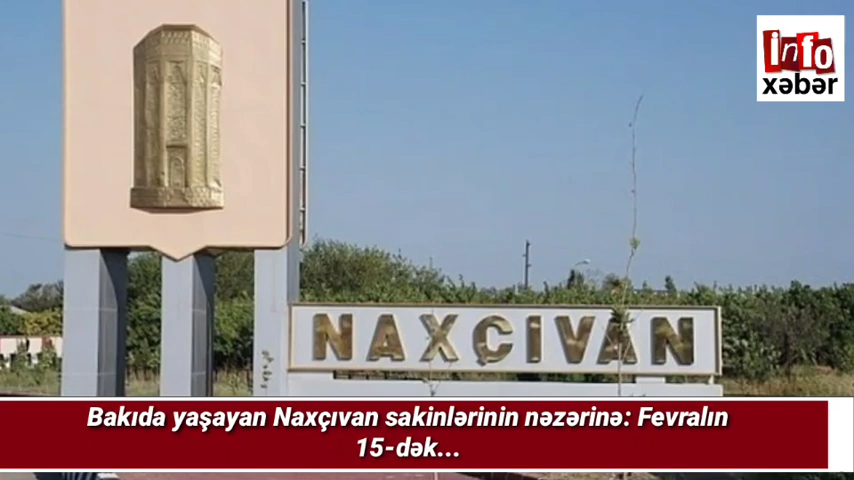 info
xəbər
NAXÇIVAN
Bakıda yaşayan Naxçıvan sakinlərinin nəzərinə: Fevralın
15-dək...